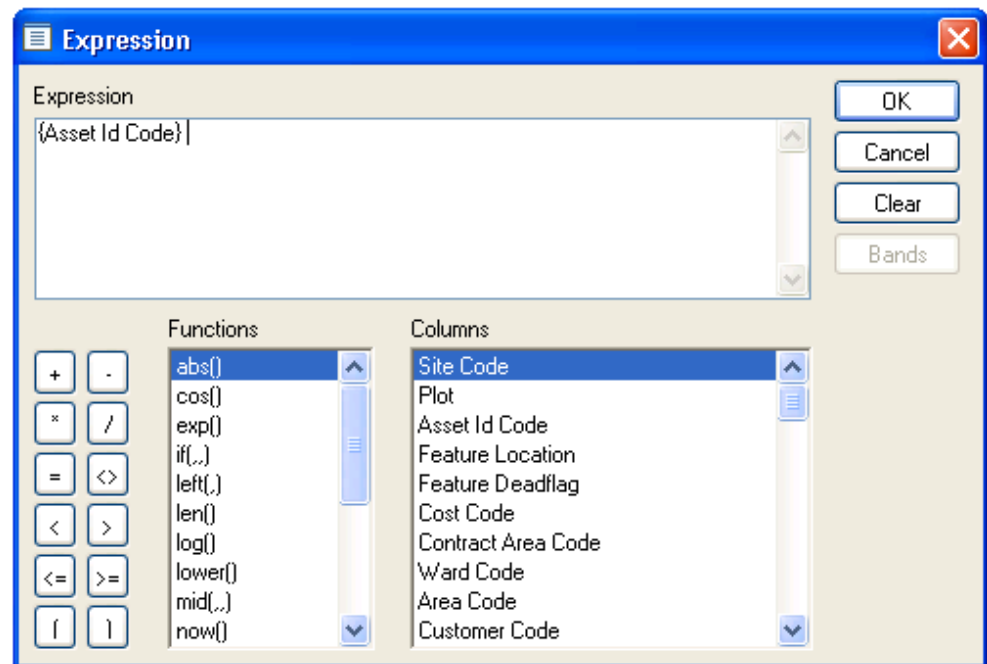 Expression
Expression
{Asset Id Code}
OK
Cancel
Clear
Bands
Functions
Columns
+ -
* /
= <>
< >
<= >=
( )
abs()
cos()
exp()
if(,,)
left(,)
len()
log()
lower()
mid(,,)
now()
Site Code
Plot
Asset Id Code
Feature Location
Feature Deadflag
Cost Code
Contract Area Code
Ward Code
Area Code
Customer Code